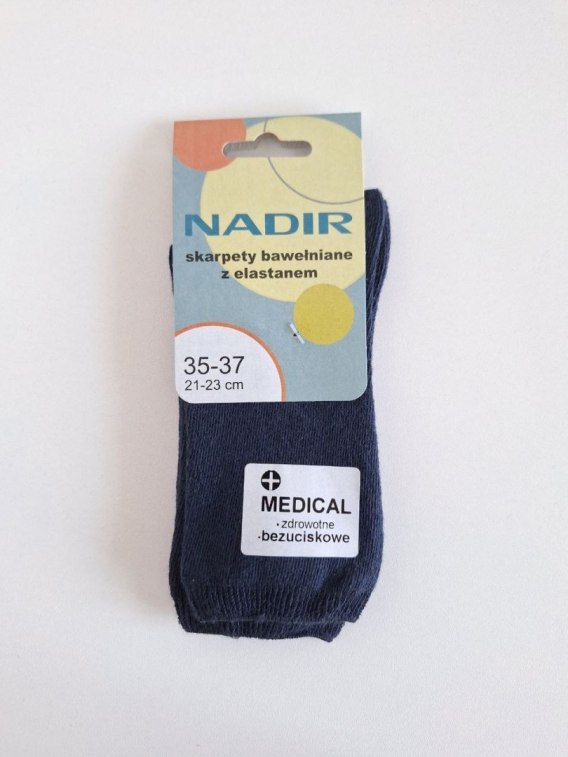 NADIR
skarpety bawełniane
z elastanem
35-37
21-23 cm
MEDICAL
·zdrowotne
·bezuciskowe